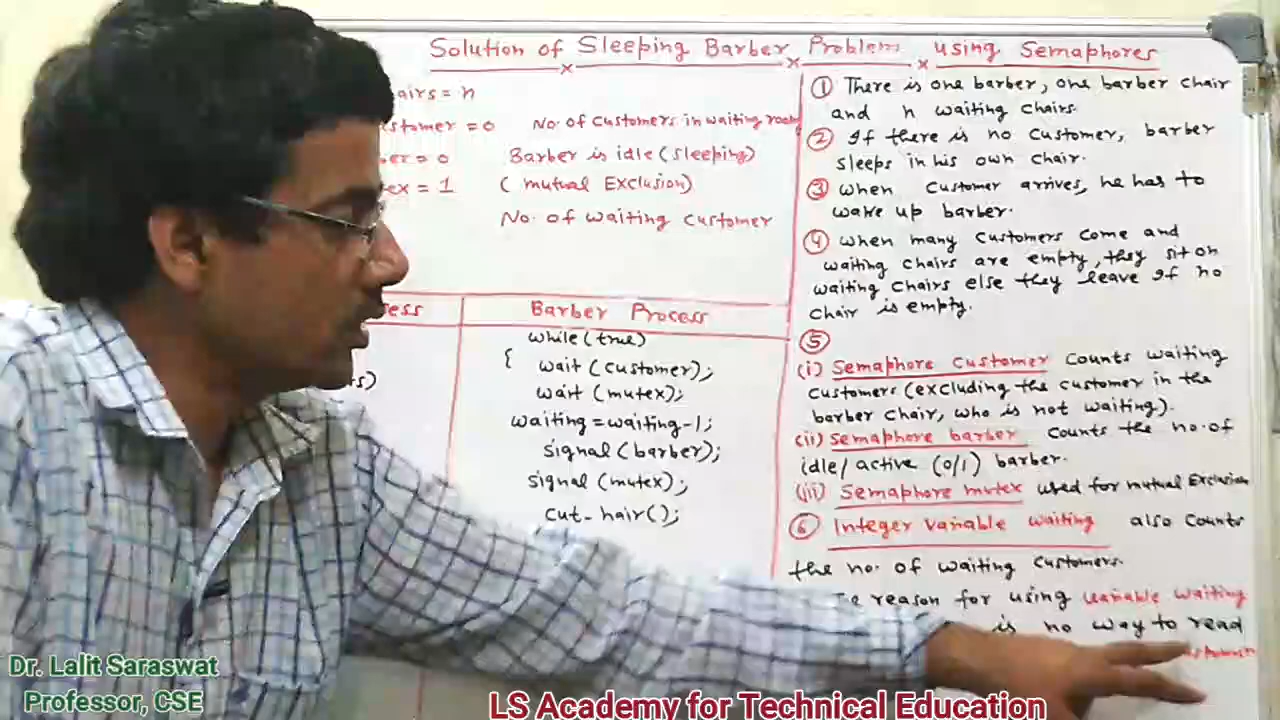 Solution of Sleeping Barber Problem using Semaphores
airs = n
stomer = 0 No. of customers in waiting room
ber = 0 Barber is idle (sleeping)
ex = 1 ( mutual Exclusion)
No. of waiting customer
ess Barber Process
while (true)
{ wait (customer);
s) wait (mutex);
waiting = waiting-1;
signal (barber);
signal (mutex);
cut_hair();
① There is one barber, one barber chair
and n waiting chairs.
② If there is no customer, barber
sleeps in his own chair.
③ when customer arrives, he has to
wake up barber.
④ when many customers come and
waiting chairs are empty, they sit on
waiting chairs else they leave if no
chair is empty.
⑤
(i) Semaphore customer counts waiting
customers (excluding the customer in the
barber chair, who is not waiting).
(ii) Semaphore barber counts the no. of
idle/ active (0/1) barber.
(iii) Semaphore mutex used for mutual Exclusion
⑥ Integer variable waiting also counts
the no. of waiting customers.
e reason for using variable waiting
is no way to read
Dr. Lalit Saraswat
Professor, CSE
LS Academy for Technical Education